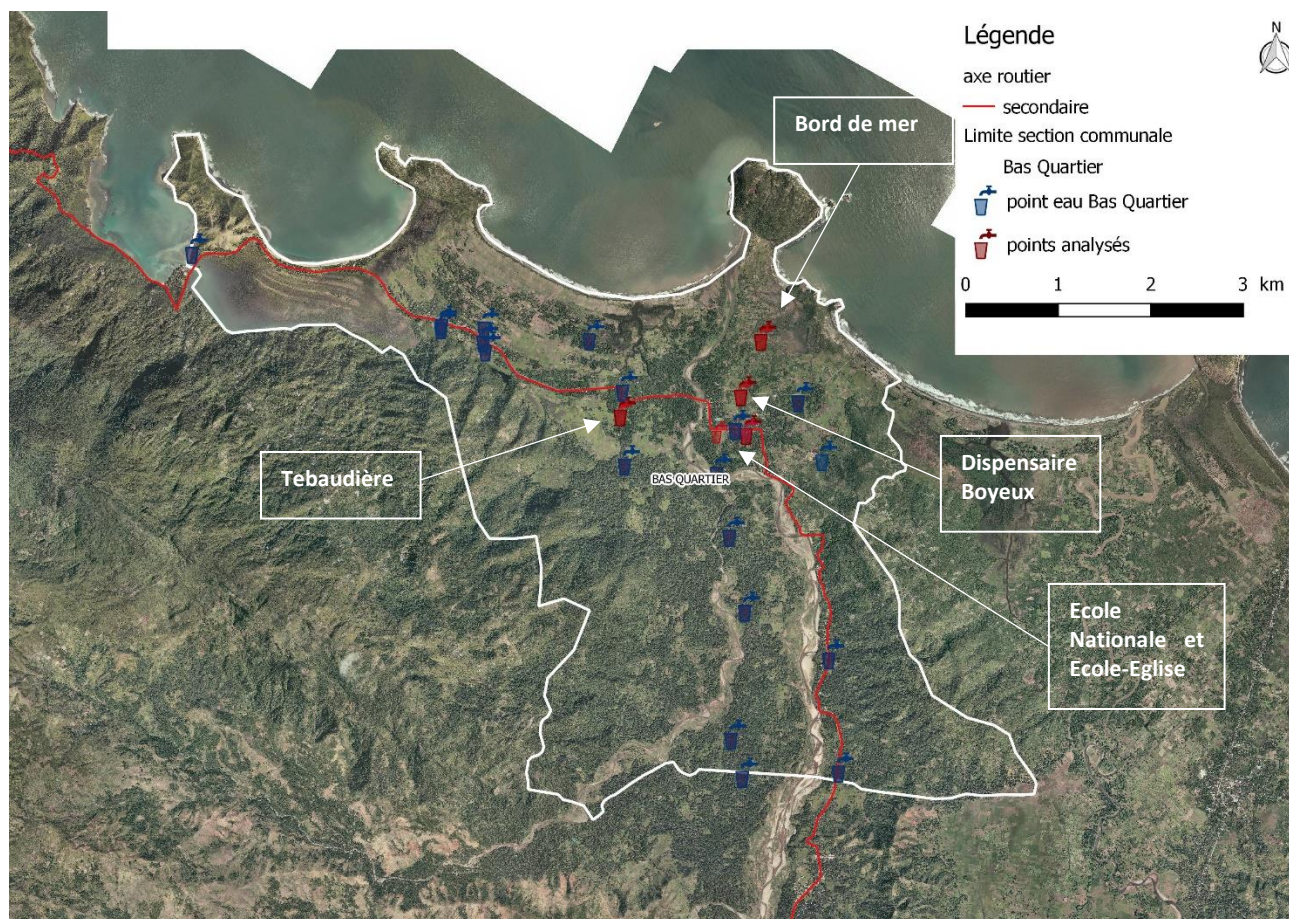 Légende
N
axe routier
secondaire
Limite section communale
Bas Quartier
point eau Bas Quartier
points analysés
0 1 2 3 km
Bord de mer
Tebaudière
BAS QUARTIER
Dispensaire
Boyeux
Ecole
Nationale et
Ecole-Eglise